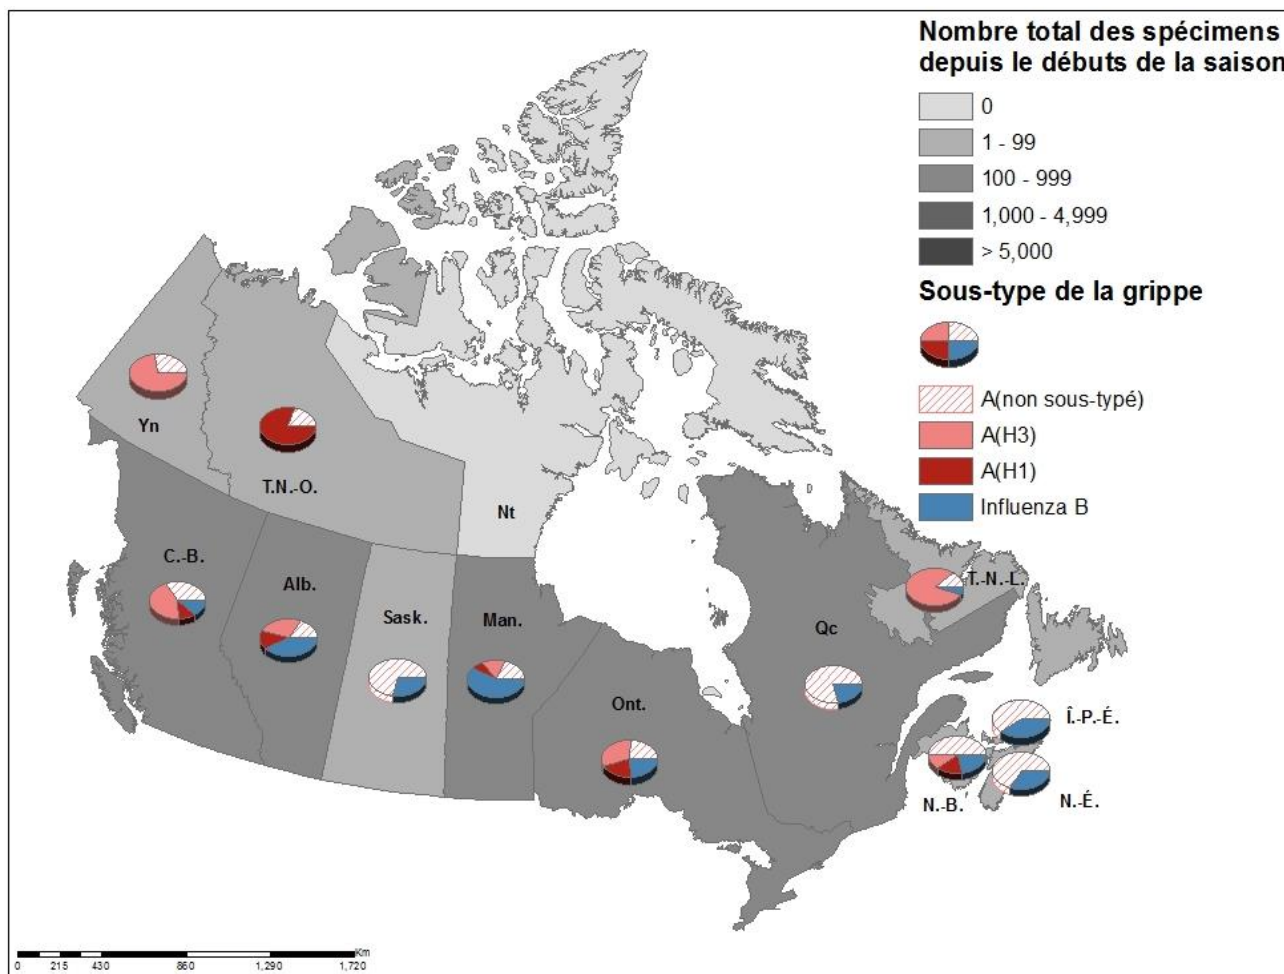 Nombre total des spécimens
depuis le débuts de la saison
0
1 - 99
100 - 999
1,000 - 4,999
> 5,000
Sous-type de la grippe
A(non sous-typé)
A(H3)
A(H1)
Influenza B
Yn
T.N.-O.
Nt
C.-B.
Alb.
Sask.
Man.
Ont.
Qc
T.-N.-L.
Î.-P.-É.
N.-B.
N.-É.
Km
0 215 430 860 1,290 1,720